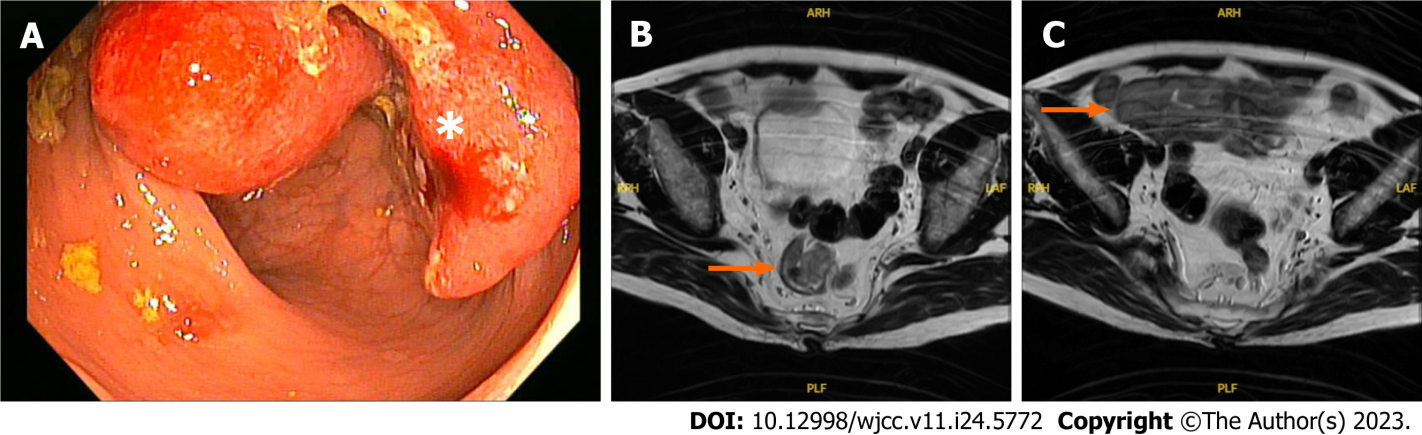 A
*
B
ARH
RPH
LAF
PLF
C
ARH
RPH
LAF
PLF
DOI: 10.12998/wjcc.v11.i24.5772 Copyright ©The Author(s) 2023.